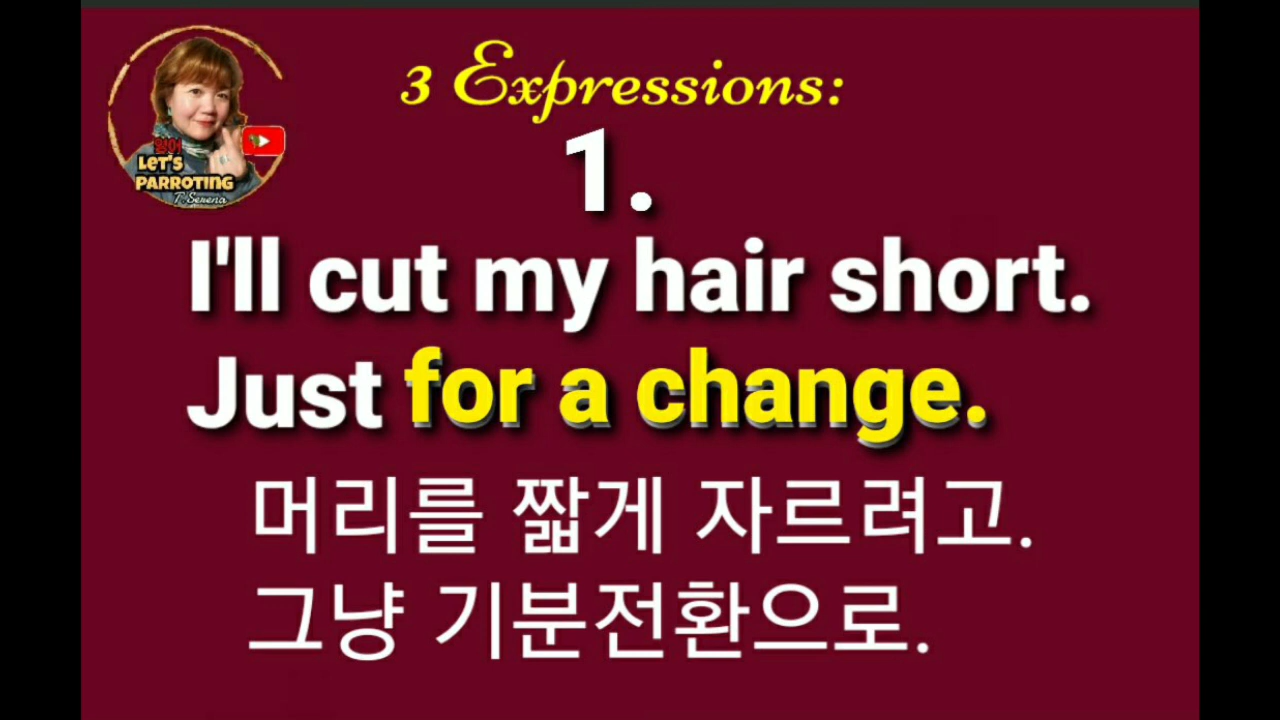 3 Expressions:
1.
I'll cut my hair short.
Just for a change.
머리를 짧게 자르려고.
그냥 기분전환으로.
LET'S
PARROTING
T. Serena